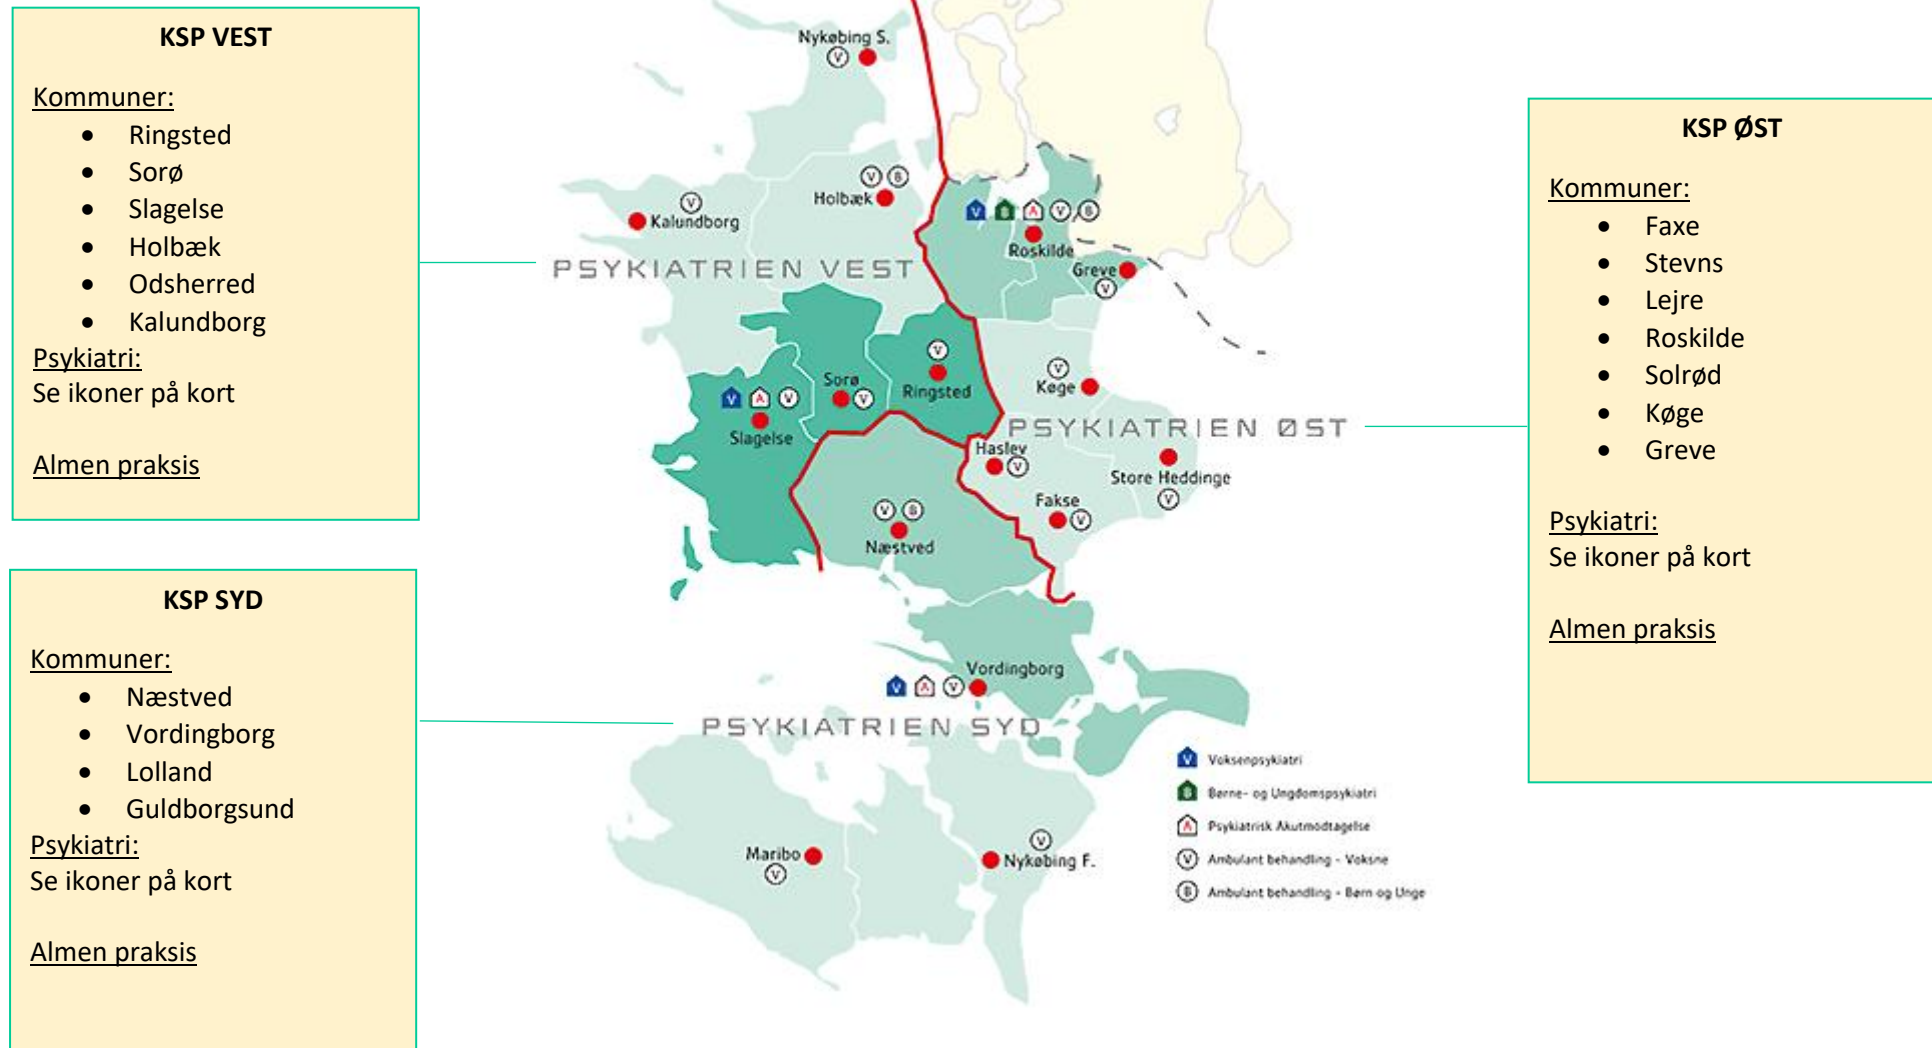 KSP VEST
Kommuner:
• Ringsted
• Sorø
• Slagelse
• Holbæk
• Odsherred
• Kalundborg
Psykiatri:
Se ikoner på kort
Almen praksis
KSP SYD
Kommuner:
• Næstved
• Vordingborg
• Lolland
• Guldborgsund
Psykiatri:
Se ikoner på kort
Almen praksis
Nykøbing S.
V
V B
Holbæk
V
Kalundborg
PSYKIATRIEN VEST
V B A V B
Roskilde
Greve
V
V
Ringsted
Sorø
V
V A V
Slagelse
V
Køge
PSYKIATRIEN ØST
Haslev
V
Store Heddinge
V
Fakse
V
V B
Næstved
Vordingborg
V A V
PSYKIATRIEN SYD
Maribo
V
V
Nykøbing F.
V Voksenpsykiatri
B Børne- og Ungdomspsykiatri
A Psykiatrisk Akutmodtagelse
V Ambulant behandling - Voksne
B Ambulant behandling - Børn og Unge
KSP ØST
Kommuner:
• Faxe
• Stevns
• Lejre
• Roskilde
• Solrød
• Køge
• Greve
Psykiatri:
Se ikoner på kort
Almen praksis